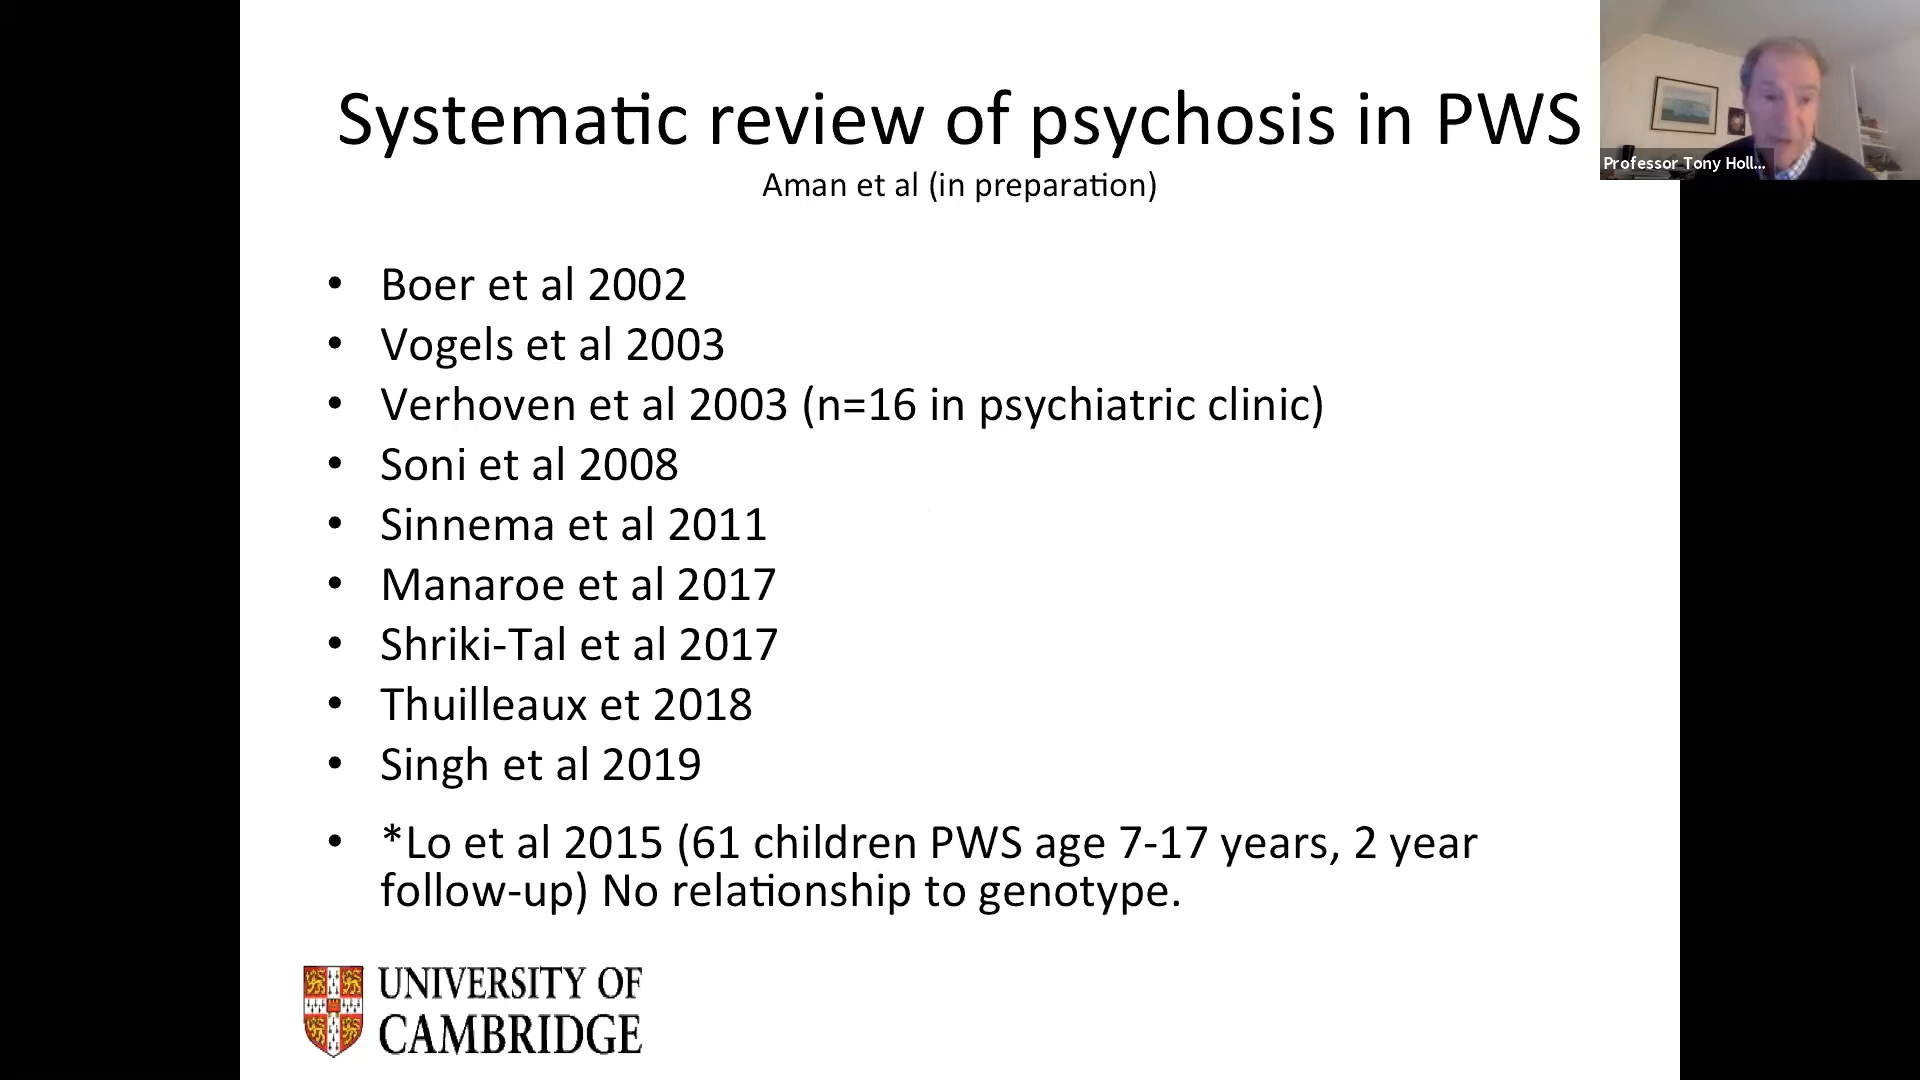 Systematic review of psychosis in PWS
Aman et al (in preparation)
Professor Tony Holl...
• Boer et al 2002
• Vogels et al 2003
• Verhoven et al 2003 (n=16 in psychiatric clinic)
• Soni et al 2008
• Sinnema et al 2011
• Manaroe et al 2017
• Shriki-Tal et al 2017
• Thuilleaux et 2018
• Singh et al 2019
• *Lo et al 2015 (61 children PWS age 7-17 years, 2 year
follow-up) No relationship to genotype.
UNIVERSITY OF
CAMBRIDGE